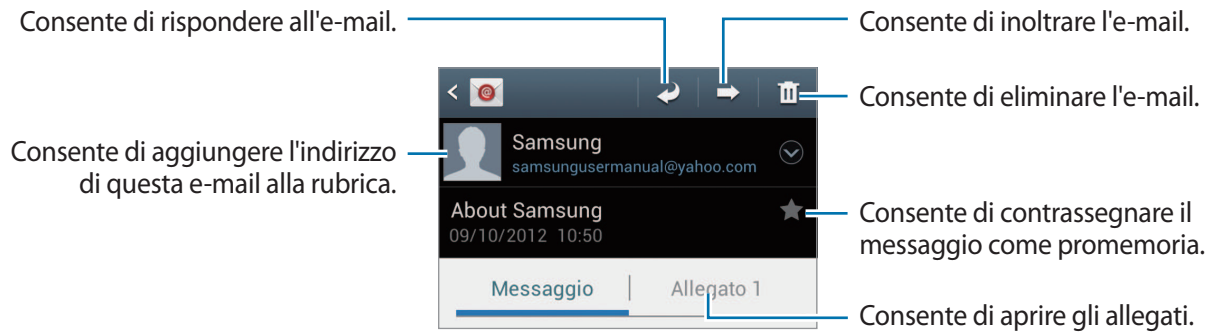 Consente di rispondere all'e-mail.
Consente di inoltrare l'e-mail.
Consente di eliminare l'e-mail.
Samsung
samsungusermanual@yahoo.com
Consente di aggiungere l'indirizzo
di questa e-mail alla rubrica.
About Samsung
09/10/2012 10:50
Consente di contrassegnare il
messaggio come promemoria.
Messaggio
Allegato 1
Consente di aprire gli allegati.